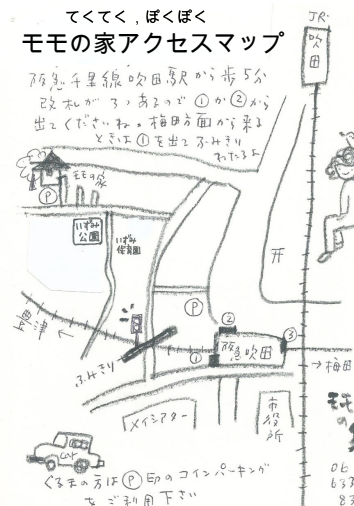 てくてく，ぽくぽく
モモの家アクセスマップ
JR
吹田
阪急千里線吹田駅から歩5分
改札が3つあるので①か②から
出てくださいね。梅田方面から来る
ときは①を出てふみきり
わたるよ
モモの家
P
いずみ
公園
いずみ
保育園
P
②
③
①
阪急吹田
豊津
←
ふみきり
→梅田
メイシアター
市役所
car
くるまの方はⓅ印のコインパーキング
をご利用下さい
モモ
の
06
633
83